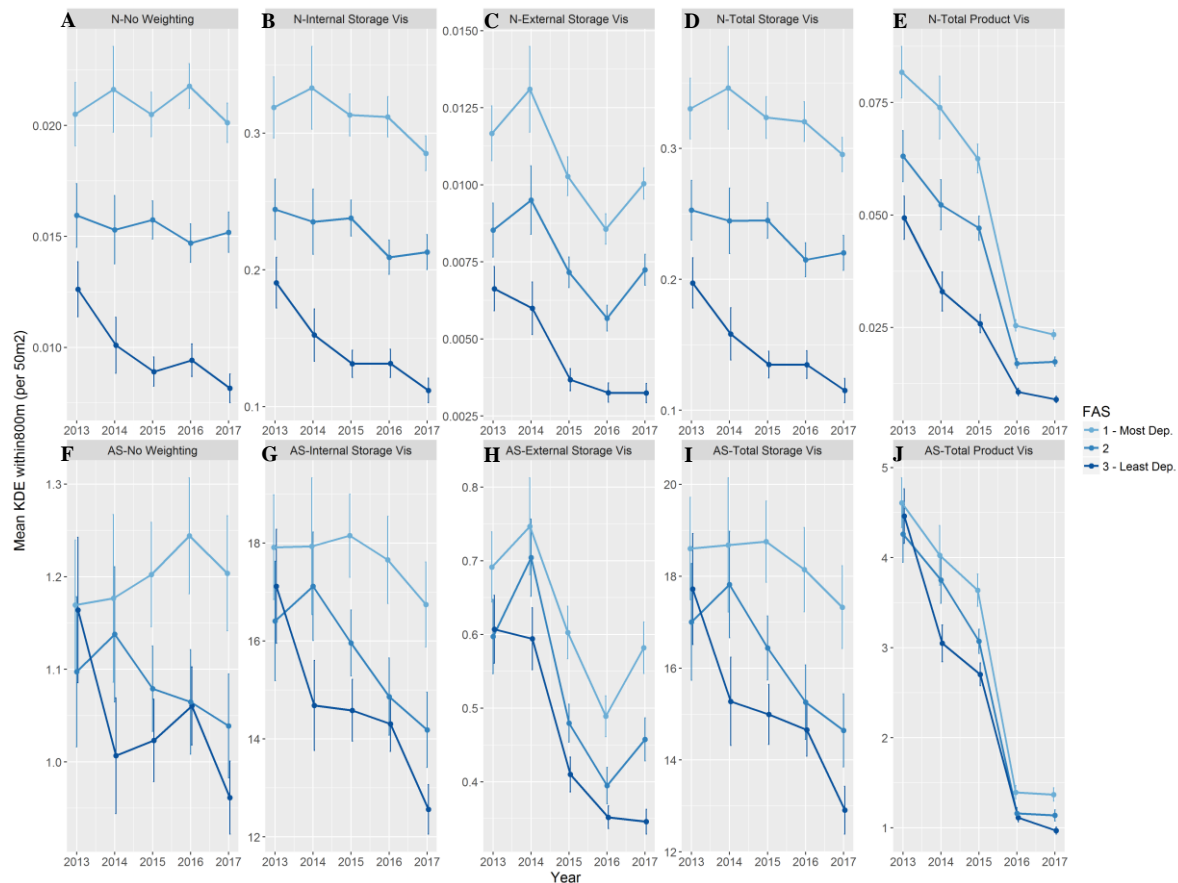 A N-No Weighting
B N-Internal Storage Vis
C N-External Storage Vis
D N-Total Storage Vis
E N-Total Product Vis
0.020
0.015
0.010
0.3
0.2
0.1
0.0150
0.0125
0.0100
0.0075
0.0050
0.0025
0.3
0.2
0.1
0.075
0.050
0.025
2013 2014 2015 2016 2017
2013 2014 2015 2016 2017
2013 2014 2015 2016 2017
2013 2014 2015 2016 2017
2013 2014 2015 2016 2017
F AS-No Weighting
G AS-Internal Storage Vis
H AS-External Storage Vis
I AS-Total Storage Vis
J AS-Total Product Vis
1.3
1.2
1.1
1.0
18
16
14
12
0.8
0.7
0.6
0.5
0.4
20
18
15
13
12
5
4
3
2
1
2013 2014 2015 2016 2017
2013 2014 2015 2016 2017
2013 2014 2015 2016 2017
2013 2014 2015 2016 2017
2013 2014 2015 2016 2017
Mean KDE within800m (per 50m2)
Year
FAS
1 - Most Dep.
2
3 - Least Dep.